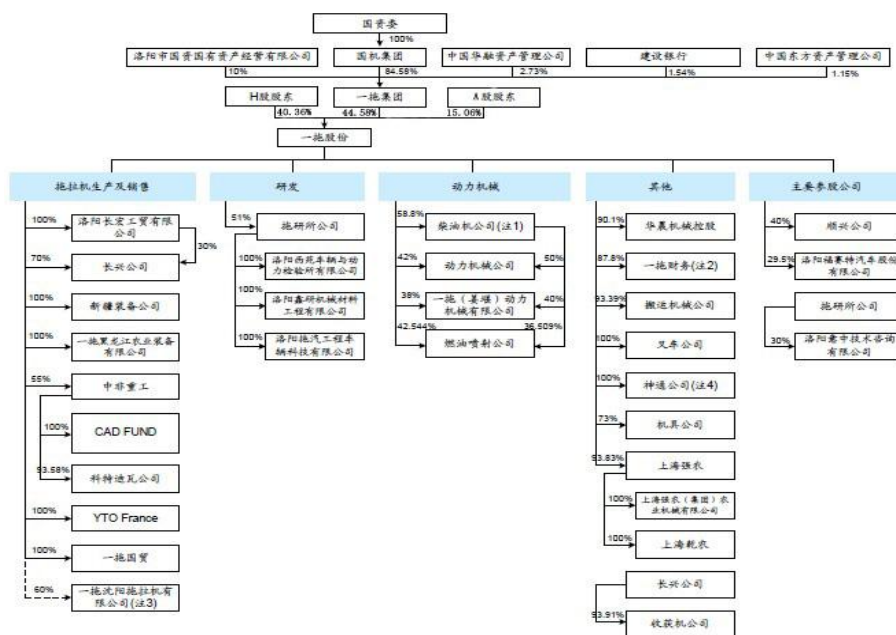 国资委
100%
洛阳市国资国有资产经营有限公司
国机集团
中国华融资产管理公司
建设银行
中国东方资产管理公司
10%
84.58%
2.73%
1.54%
1.15%
H股股东
一拖集团
A股股东
40.36%
44.58%
15.06%
一拖股份
拖拉机生产及销售
研发
动力机械
其他
主要参股公司
100%
洛阳长宏工贸有限
公司
30%
70%
长兴公司
100%
新疆装备公司
100%
一拖黑龙江农业装备
有限公司
55%
中非重工
100%
CAD FUND
93.58%
科特迪瓦公司
100%
YTO France
100%
一拖国贸
60%
一拖沈阳拖拉机有
限公司(注3)
51%
拖研所公司
100%
洛阳西苑车辆与动
力检验所有限公司
100%
洛阳鑫研机械材料
工程有限公司
100%
洛阳拖汽工程车
辆科技有限公司
58.8%
柴油机公司(注1)
42%
动力机械公司
50%
38%
一拖（姜堰）动力
机械有限公司
40%
42.544%
36.509%
燃油喷射公司
90.1%
华晨机械控股
87.8%
一拖财务(注2)
93.39%
搬运机械公司
100%
叉车公司
100%
神通公司(注4)
73%
机具公司
93.83%
上海强农
100%
上海强农（集团）农
业机械有限公司
100%
上海乾农
长兴公司
93.91%
收获机公司
40%
顺兴公司
29.5%
洛阳福赛特汽车股份
有限公司
拖研所公司
30%
洛阳意中技术咨询
有限公司